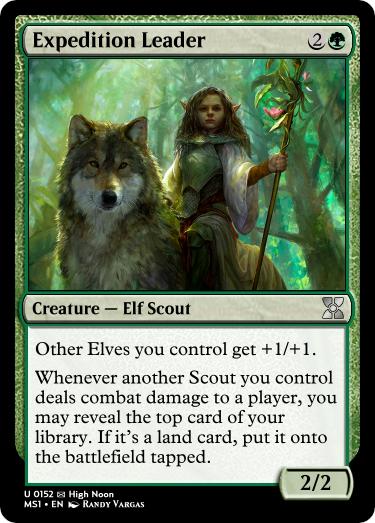 Expedition Leader 2
Creature — Elf Scout
Other Elves you control get +1/+1.
Whenever another Scout you control
deals combat damage to a player, you
may reveal the top card of your
library. If it's a land card, put it onto
the battlefield tapped.
2/2
U 0152 High Noon
MS1 • EN Randy Vargas